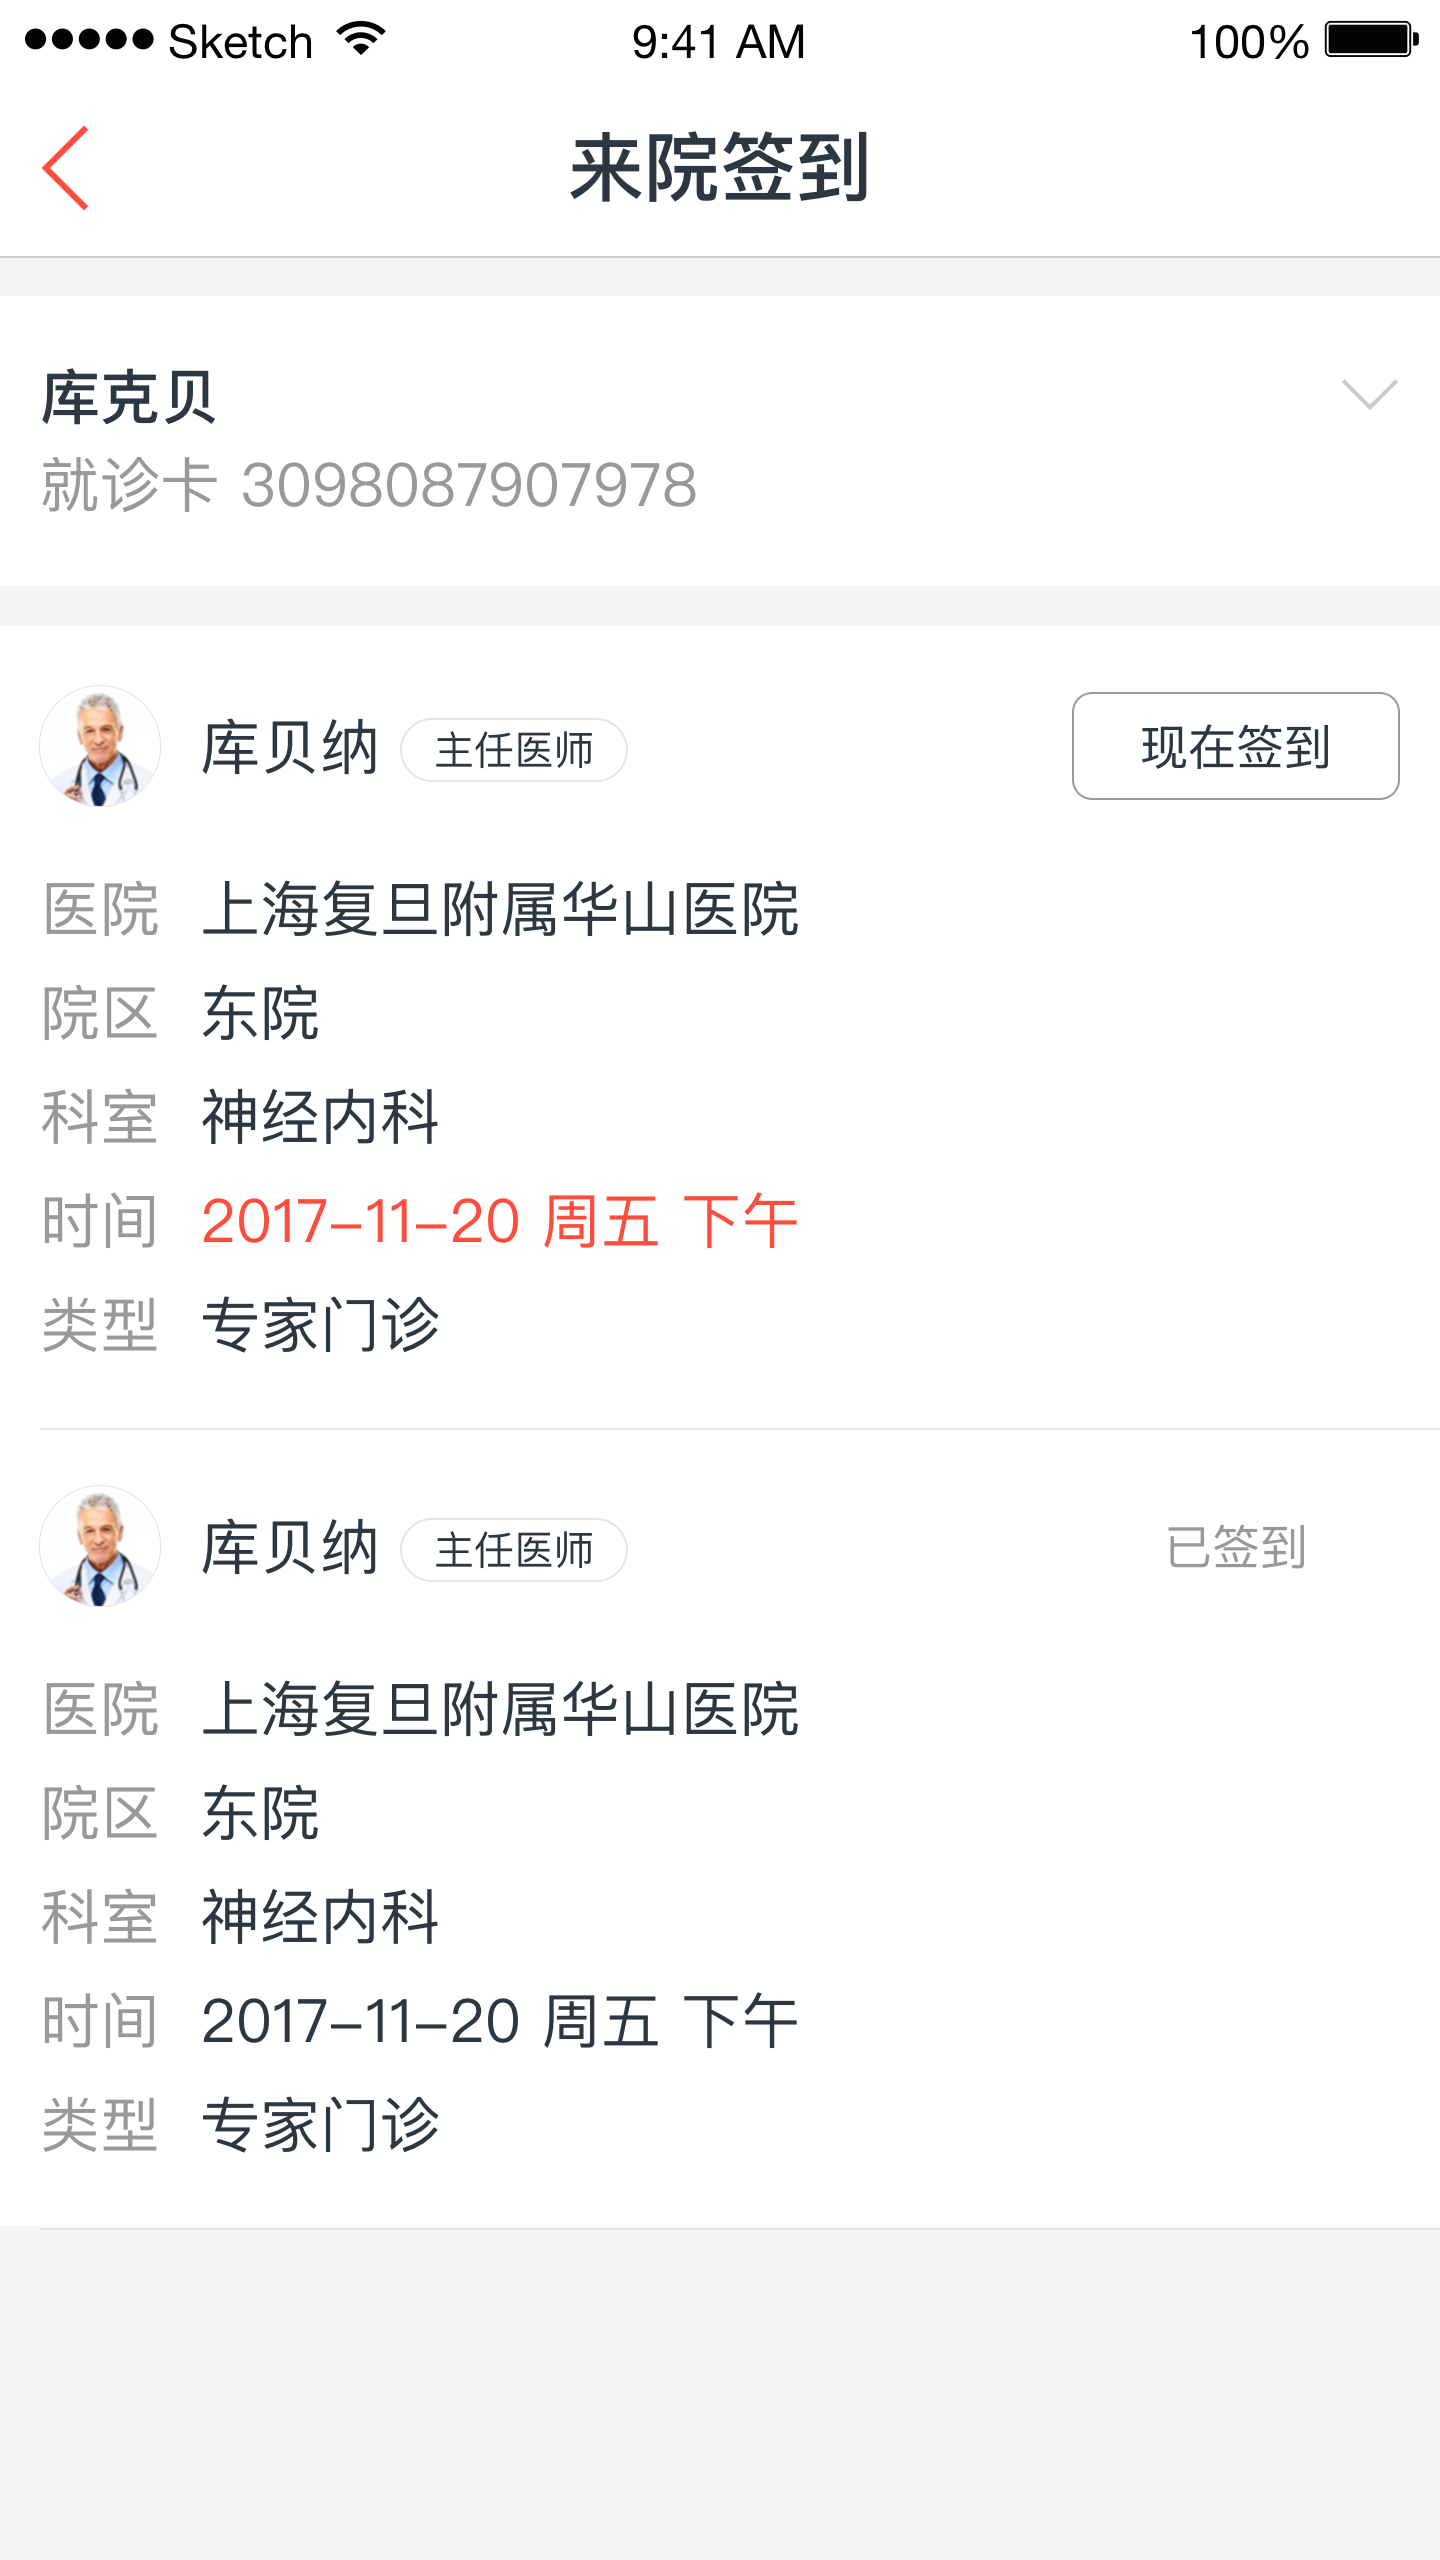 Sketch 9:41 AM 100%
来院签到
库克贝
就诊卡 3098087907978
库贝纳 主任医师 现在签到
医院 上海复旦附属华山医院
院区 东院
科室 神经内科
时间 2017-11-20 周五 下午
类型 专家门诊
库贝纳 主任医师 已签到
医院 上海复旦附属华山医院
院区 东院
科室 神经内科
时间 2017-11-20 周五 下午
类型 专家门诊